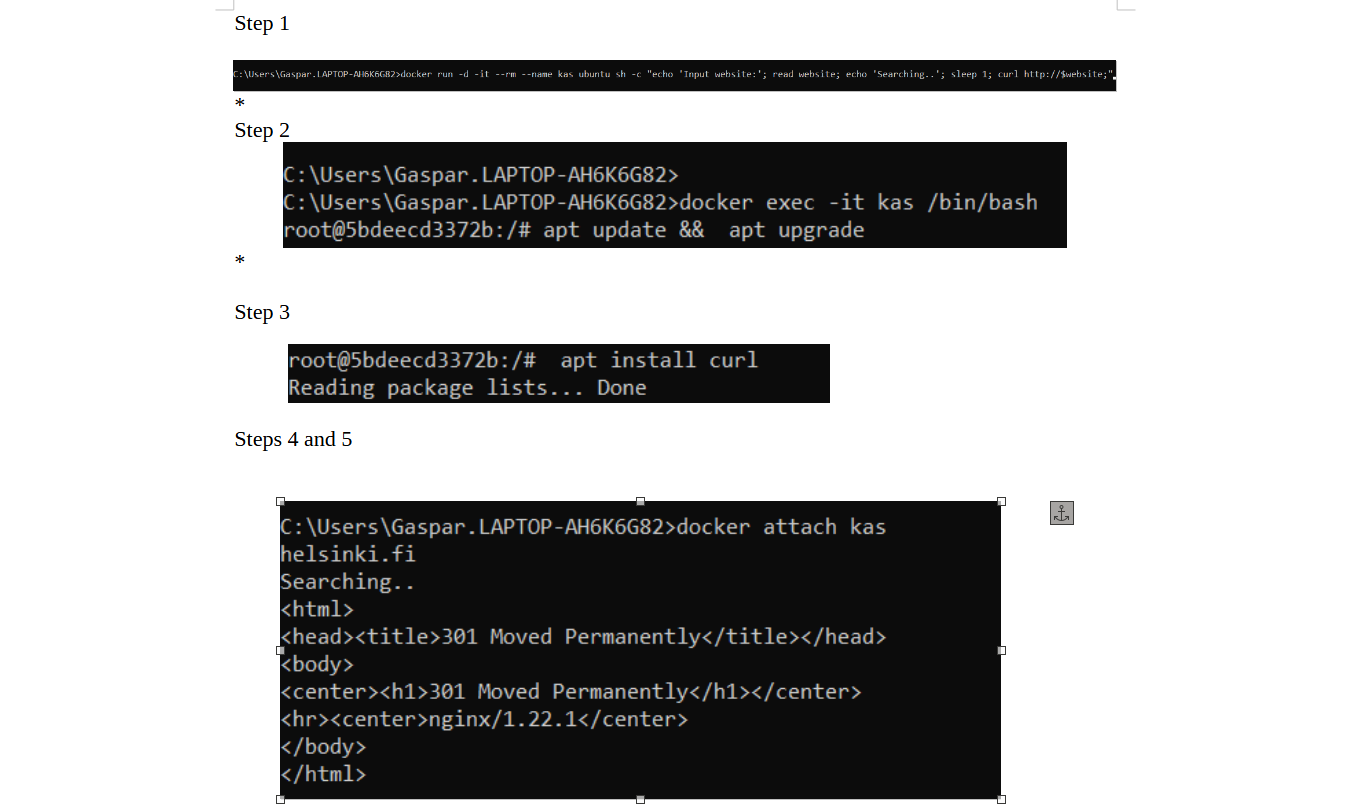 Step 1
C:\Users\Gaspar.LAPTOP-AH6K6G82>docker run -d -it --rm --name kas ubuntu sh -c "echo 'Input website:'; read website; echo 'Searching..'; sleep 1; curl http://$website;"
*
Step 2
C:\Users\Gaspar.LAPTOP-AH6K6G82>
C:\Users\Gaspar.LAPTOP-AH6K6G82>docker exec -it kas /bin/bash
root@5bdeecd3372b:/# apt update &&  apt upgrade
*
Step 3
root@5bdeecd3372b:/#  apt install curl
Reading package lists... Done
Steps 4 and 5
C:\Users\Gaspar.LAPTOP-AH6K6G82>docker attach kas
helsinki.fi
Searching..
<html>
<head><title>301 Moved Permanently</title></head>
<body>
<center><h1>301 Moved Permanently</h1></center>
<hr><center>nginx/1.22.1</center>
</body>
</html>